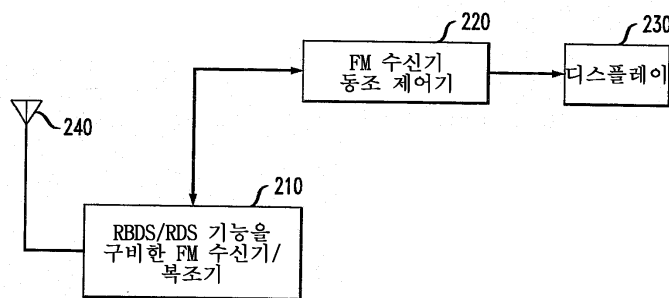 220
FM 수신기
동조 제어기
230
디스플레이
240
210
RBDS/RDS 기능을
구비한 FM 수신기/
복조기